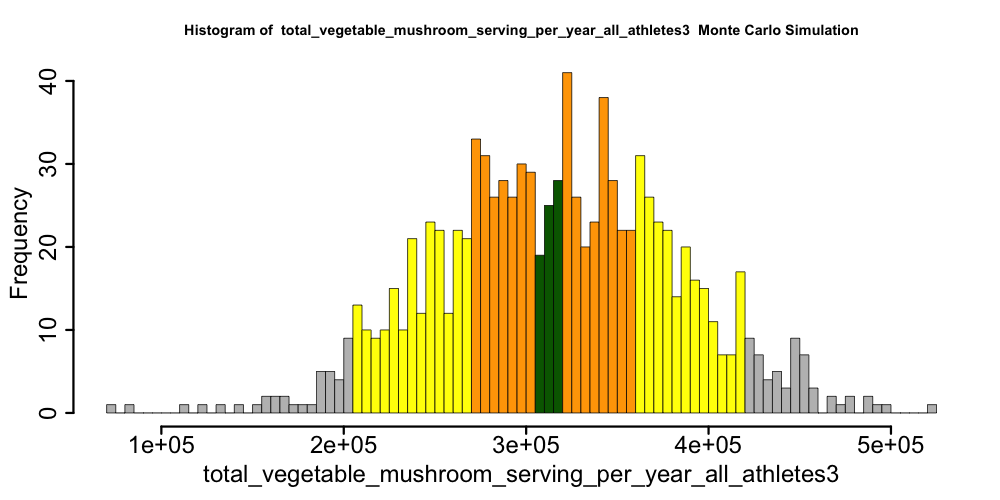 Histogram of  total_vegetable_mushroom_serving_per_year_all_athletes3  Monte Carlo Simulation
40
30
20
10
0
Frequency
1e+05 2e+05 3e+05 4e+05 5e+05
total_vegetable_mushroom_serving_per_year_all_athletes3